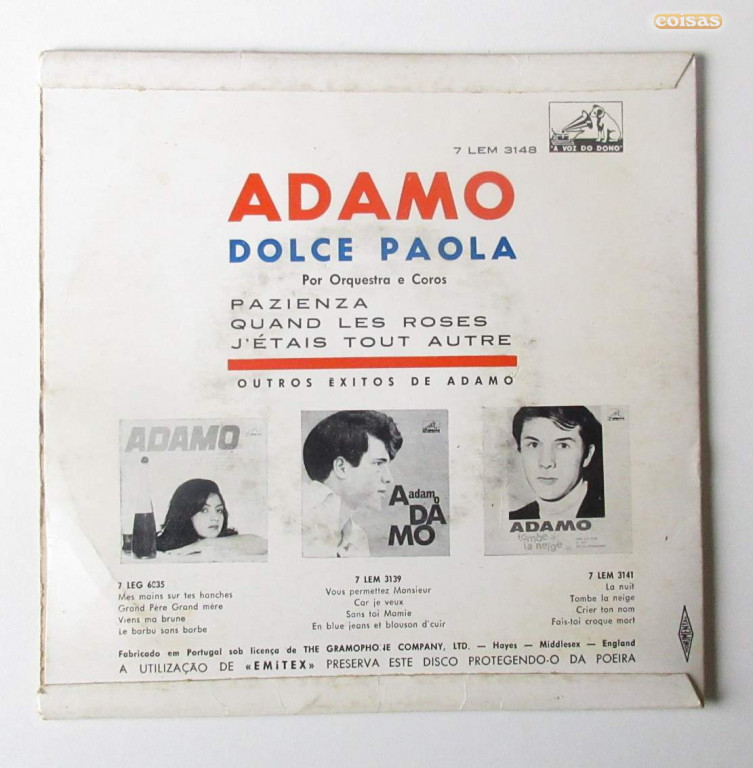 coisas
7 LEM 3148
"A VOZ DO DONO"
ADAMO
DOLCE PAOLA
Por Orquestra e Coros
PAZIENZA
QUAND LES ROSES
J'ÉTAIS TOUT AUTRE
OUTROS ÊXITOS DE ADAMO
ADAMO
adamo
ADAMO
ADAMO
tombe
la neige
7 LEG 6035
Mes mains sur tes hanches
Grand Père Grand mère
Viens ma brune
Le barbu sans barbe
7 LEM 3139
Vous permettez Monsieur
Car je veux
Sans toi Mamie
En blue jeans et blouson d'cuir
7 LEM 3141
La nuit
Tombe la neige
Crier ton nom
Fais-toi croque mort
Fabricado em Portugal sob licença de THE GRAMOPHONE COMPANY, LTD. — Hayes — Middlesex — England
A UTILIZAÇÃO DE «EMiTEX» PRESERVA ESTE DISCO PROTEGENDO-O DA POEIRA